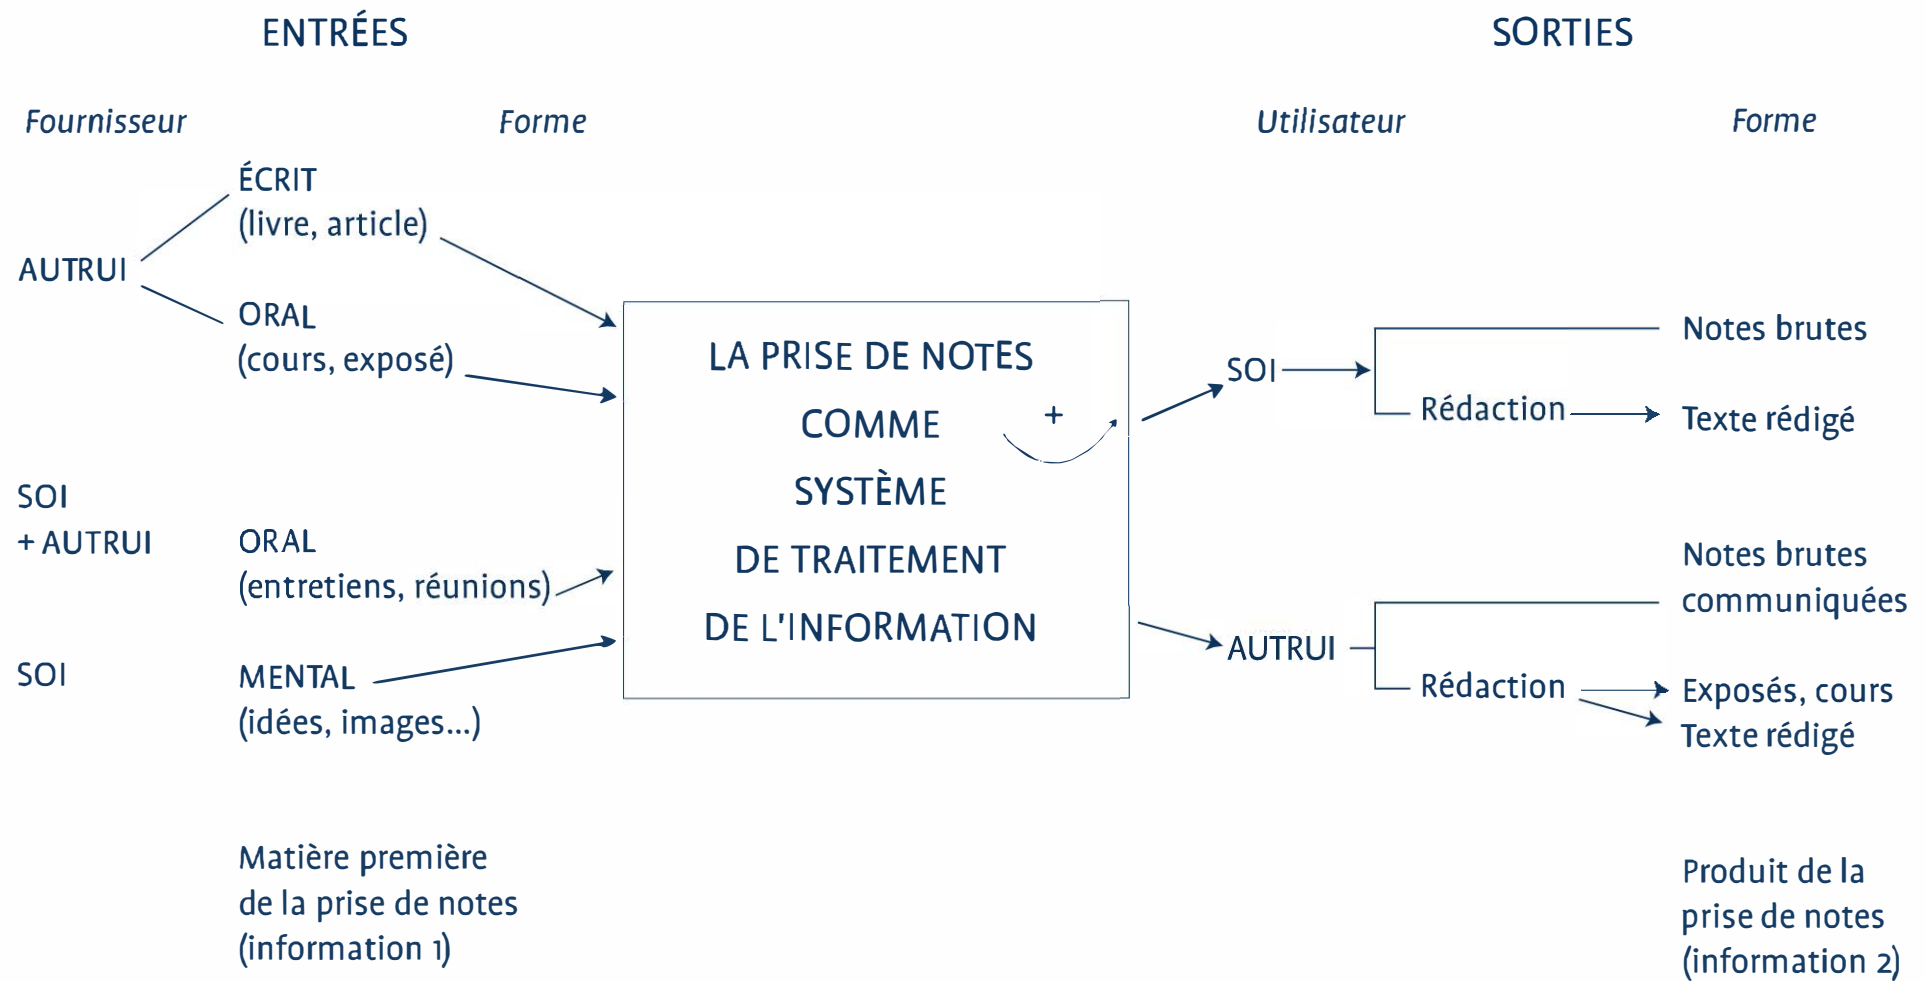 ENTRÉES
SORTIES
Fournisseur
Forme
Utilisateur
Forme
ÉCRIT
(livre, article)
AUTRUI
ORAL
(cours, exposé)
SOI
+ AUTRUI
ORAL
(entretiens, réunions)
SOI
MENTAL
(idées, images...)
Matière première
de la prise de notes
(information 1)
LA PRISE DE NOTES
COMME
+
SYSTÈME
DE TRAITEMENT
DE L'INFORMATION
SOI
Notes brutes
Rédaction
Texte rédigé
AUTRUI
Notes brutes
communiquées
Rédaction
Exposés, cours
Texte rédigé
Produit de la
prise de notes
(information 2)